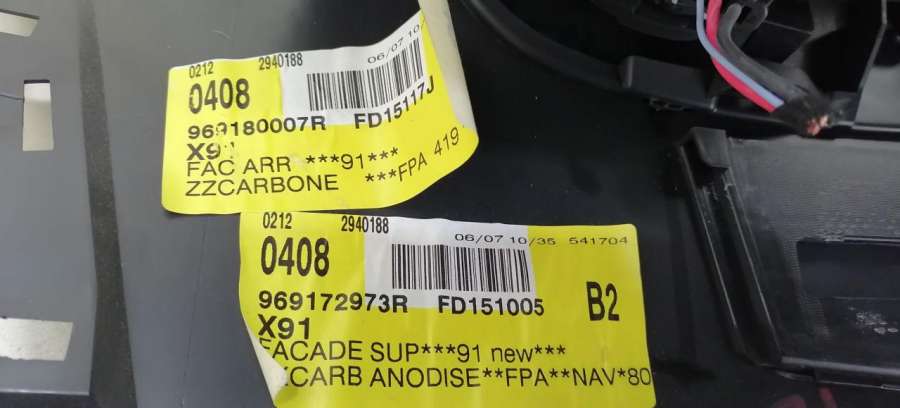 0212 2940188 06/07 10/
0408
969180007R FD15117J
X91
FAC ARR ***91***
ZZCARBONE ***FPA 419
0212 2940188
0408 06/07 10/35 541704
969172973R FD151005 B2
X91
FACADE SUP***91 new***
CARB ANODISE**FPA**NAV*80